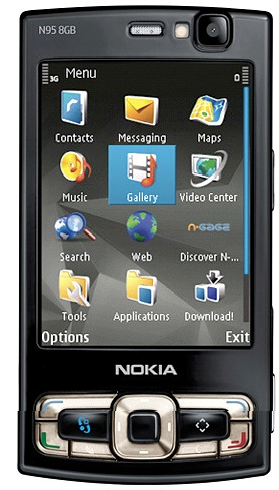 N95 8GB
3G Menu
Contacts Messaging Maps
Music Gallery Video Center
n-gage
Search Web Discover N-...
Tools Applications Download!
Options Exit
NOKIA